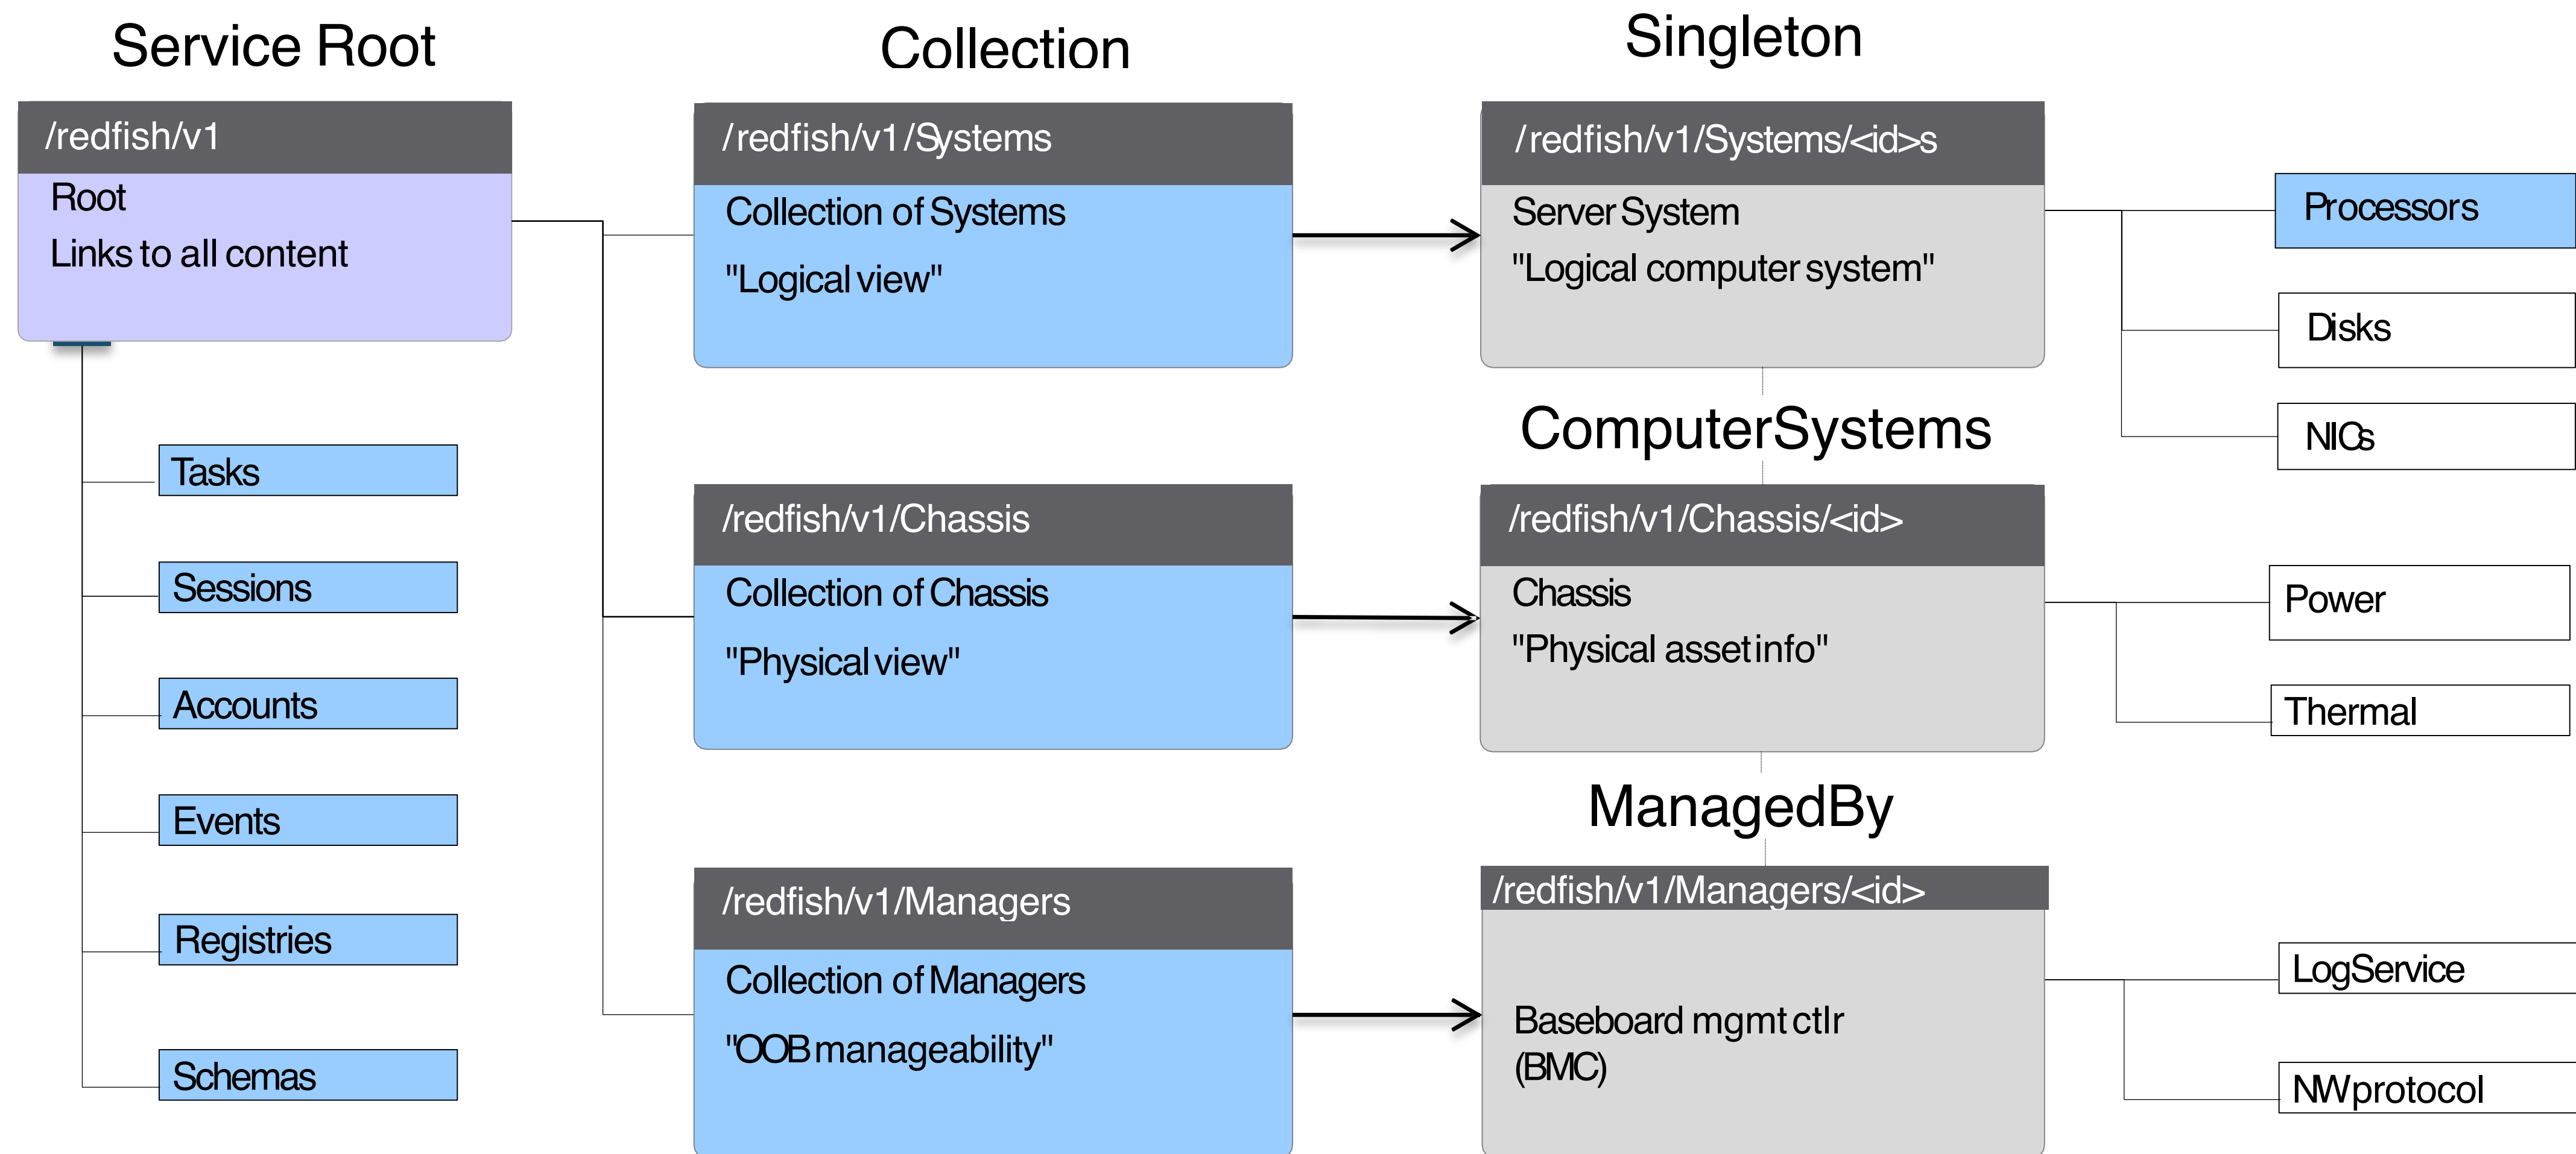 Service Root
Collection
Singleton
/redfish/v1
Root
Links to all content
Tasks
Sessions
Accounts
Events
Registries
Schemas
/redfish/v1/Systems
Collection of Systems
"Logical view"
/redfish/v1/Chassis
Collection of Chassis
"Physical view"
/redfish/v1/Managers
Collection of Managers
"OOB manageability"
/redfish/v1/Systems/<id>s
Server System
"Logical computer system"
ComputerSystems
/redfish/v1/Chassis/<id>
Chassis
"Physical asset info"
ManagedBy
/redfish/v1/Managers/<id>
Baseboard mgmt ctlr
(BMC)
Processors
Disks
NICs
Power
Thermal
LogService
NW protocol